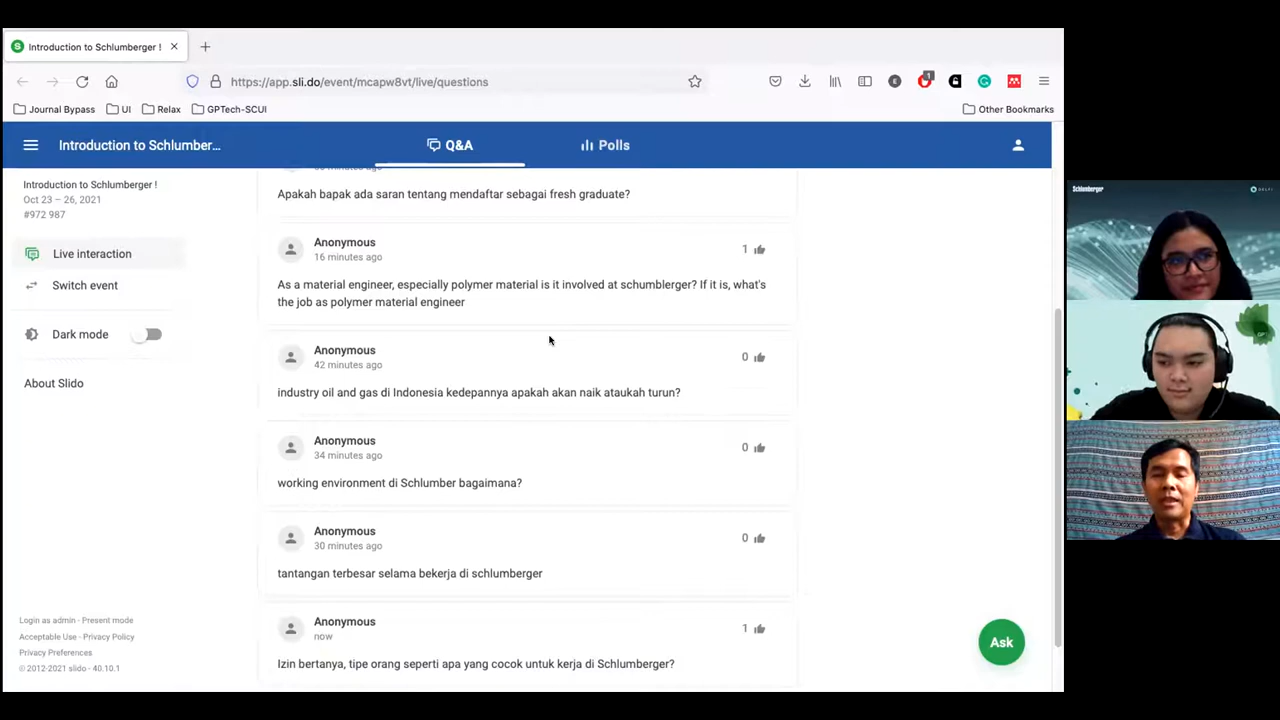 Introduction to Schlumberger !
https://app.sli.do/event/mcapw8vt/live/questions
1
Journal Bypass
UI
Relax
GPTech-SCUI
Other Bookmarks
Introduction to Schlumber...
Q&A
Polls
Introduction to Schlumberger !
Oct 23 – 26, 2021
#972 987
Live interaction
Switch event
Dark mode
About Slido
Login as admin - Present mode
Acceptable Use - Privacy Policy
Privacy Preferences
© 2012-2021 slido - 40.10.1
Apakah bapak ada saran tentang mendaftar sebagai fresh graduate?
Anonymous
1
16 minutes ago
As a material engineer, especially polymer material is it involved at schumblerger? If it is, what's
the job as polymer material engineer
Anonymous
0
42 minutes ago
industry oil and gas di Indonesia kedepannya apakah akan naik ataukah turun?
Anonymous
0
34 minutes ago
working environment di Schlumber bagaimana?
Anonymous
0
30 minutes ago
tantangan terbesar selama bekerja di schlumberger
Anonymous
1
now
Izin bertanya, tipe orang seperti apa yang cocok untuk kerja di Schlumberger?
Ask
Schlumberger